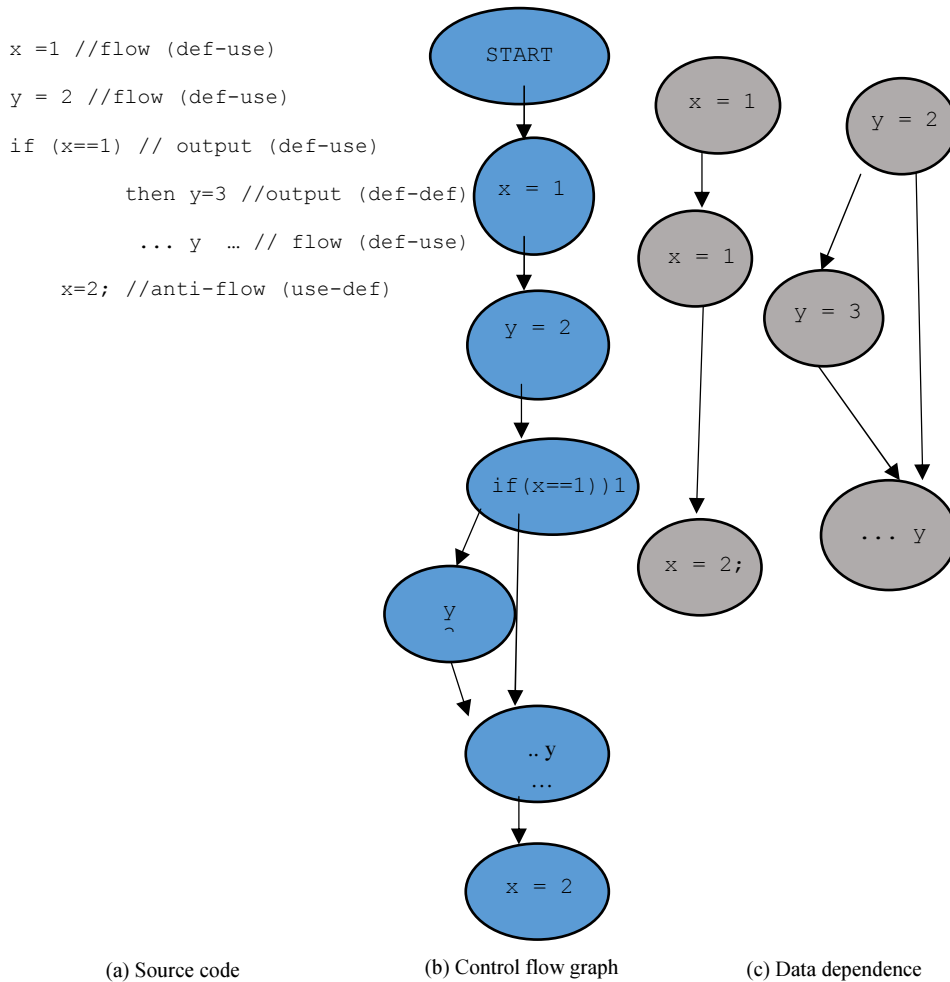 x =1 //flow (def-use)
y = 2 //flow (def-use)
if (x==1) // output (def-use)
then y=3 //output (def-def)
... y … // flow (def-use)
x=2; //anti-flow (use-def)
START
x = 1
y = 2
if(x==1))1
y
.. y
…
x = 2
x = 1
x = 1
x = 2;
y = 2
y = 3
... y
(a) Source code
(b) Control flow graph
(c) Data dependence